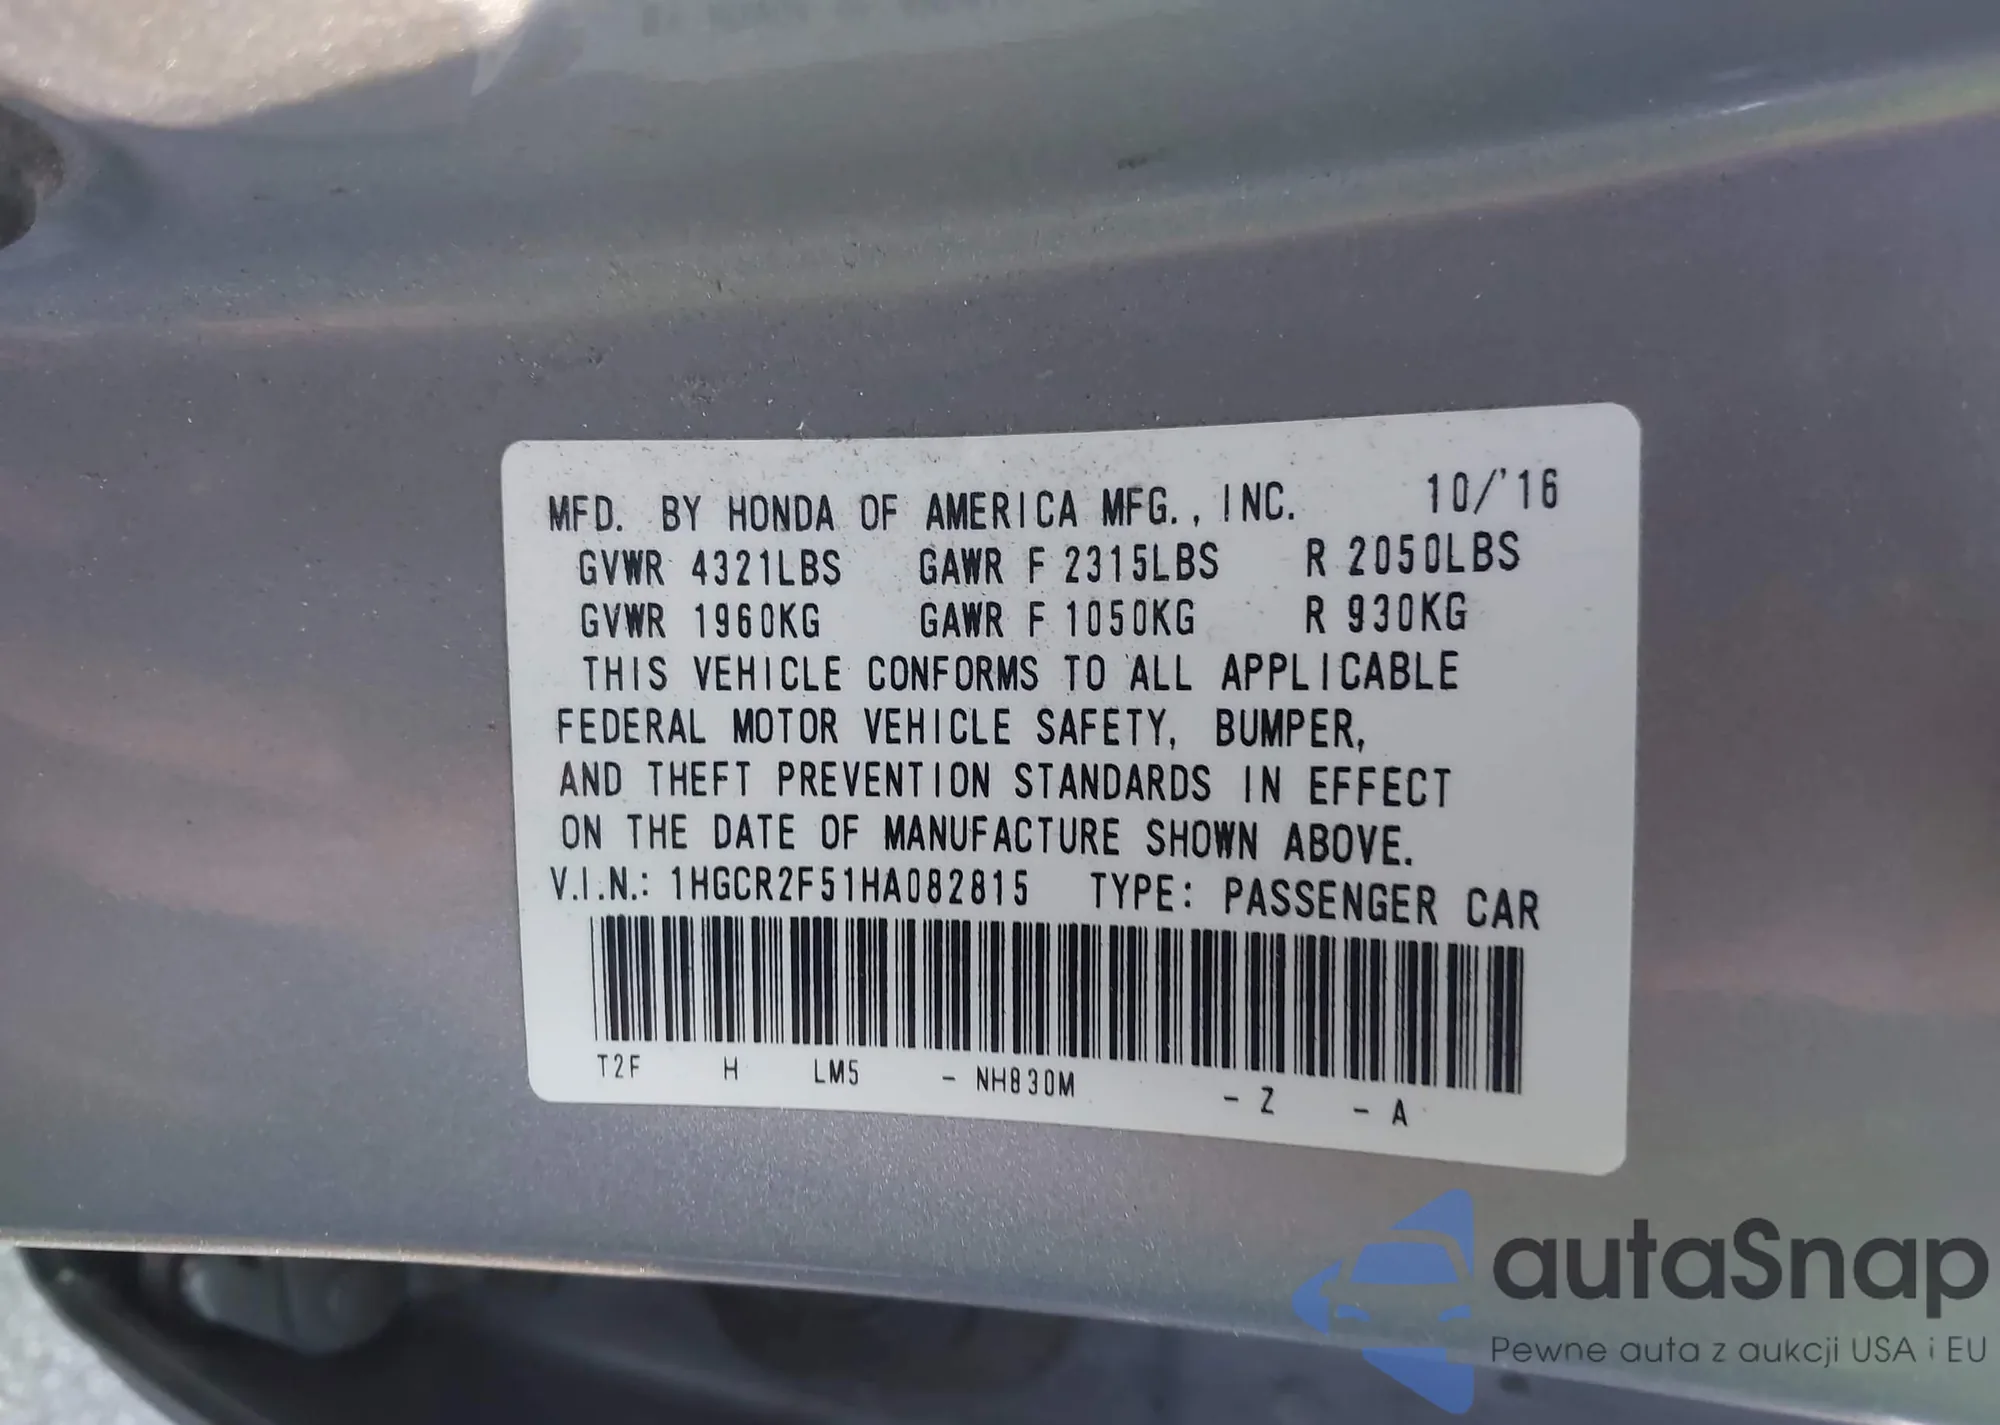 MFD. BY HONDA OF AMERICA MFG., INC. 10/'16
GVWR 4321LBS GAWR F 2315LBS R 2050LBS
GVWR 1960KG GAWR F 1050KG R 930KG
THIS VEHICLE CONFORMS TO ALL APPLICABLE
FEDERAL MOTOR VEHICLE SAFETY, BUMPER,
AND THEFT PREVENTION STANDARDS IN EFFECT
ON THE DATE OF MANUFACTURE SHOWN ABOVE.
V.I.N.: 1HGCR2F51HA082815 TYPE: PASSENGER CAR
T2F H LM5 - NH830M - Z - A
autaSnap
Pewne auta z aukcji USA i EU